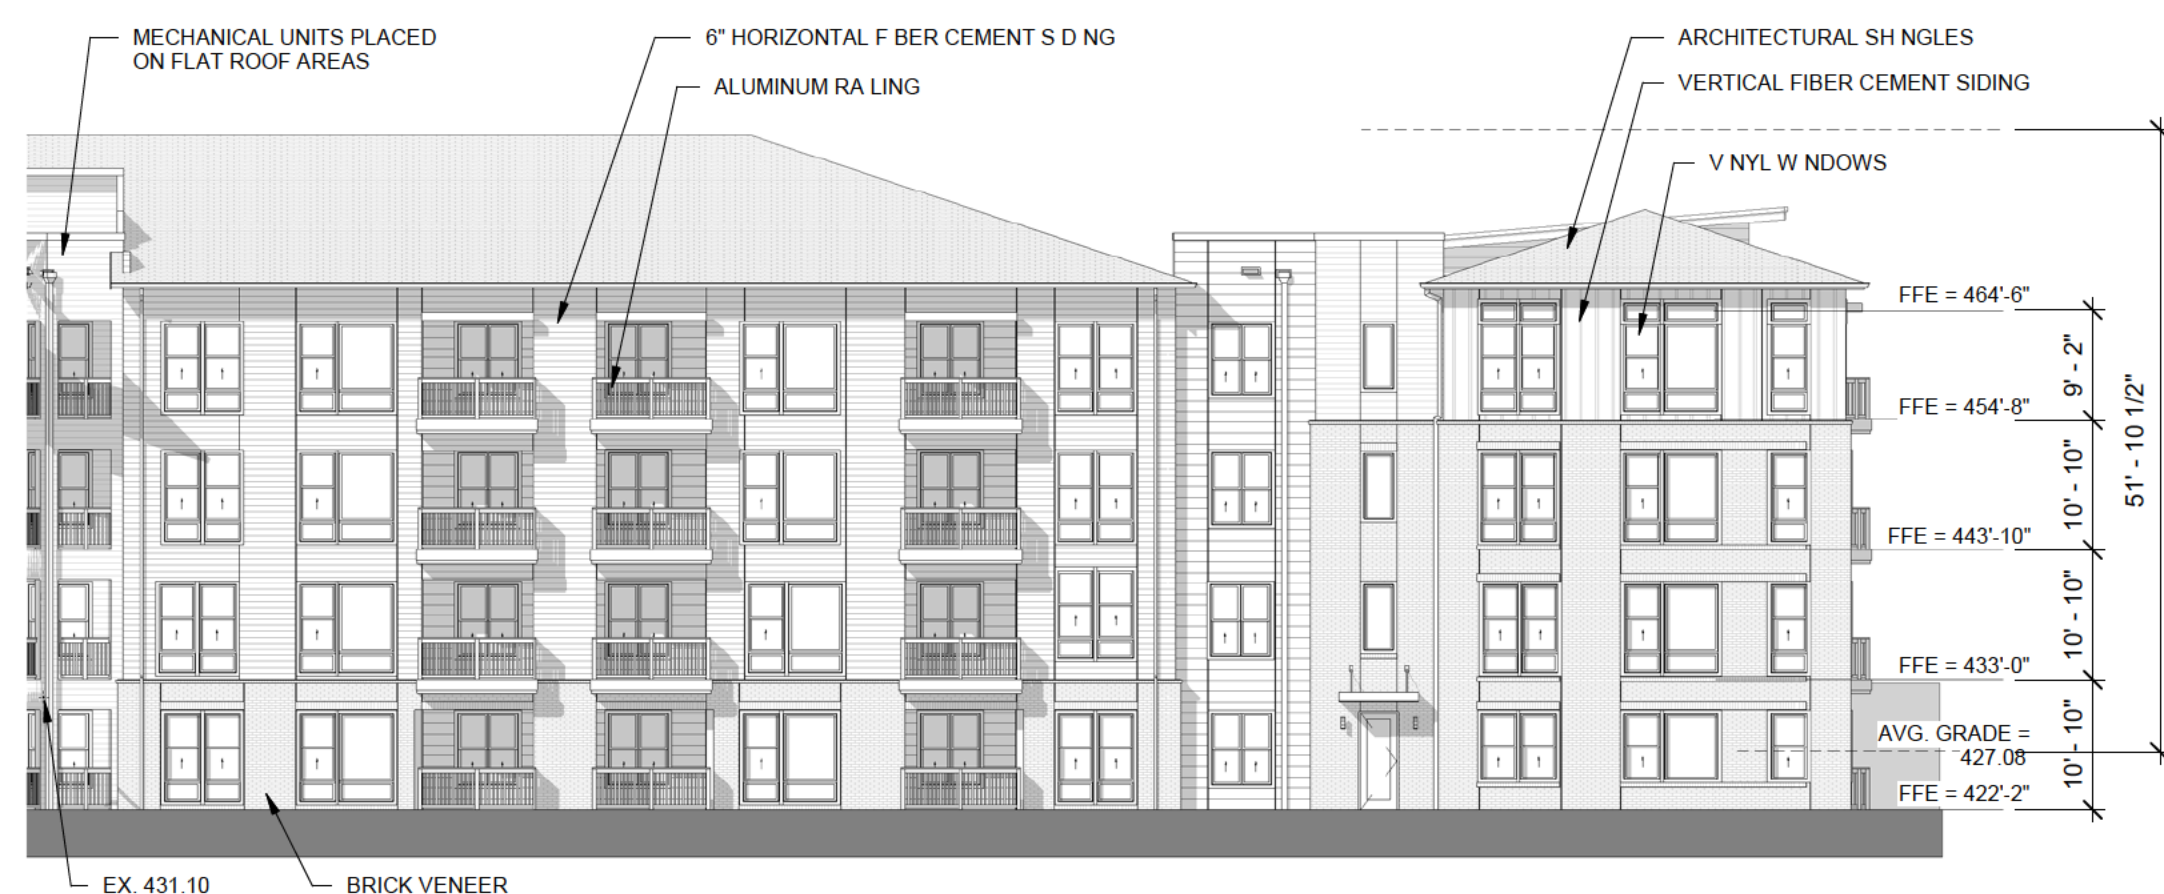 MECHANICAL UNITS PLACED
ON FLAT ROOF AREAS
6" HORIZONTAL F BER CEMENT S D NG
ALUMINUM RA LING
ARCHITECTURAL SH NGLES
VERTICAL FIBER CEMENT SIDING
V NYL W NDOWS
FFE = 464'-6"
9' - 2"
FFE = 454'-8"
51' - 10 1/2"
10' - 10"
FFE = 443'-10"
10' - 10"
FFE = 433'-0"
10' - 10"
AVG. GRADE =
427.08
FFE = 422'-2"
EX. 431.10
BRICK VENEER